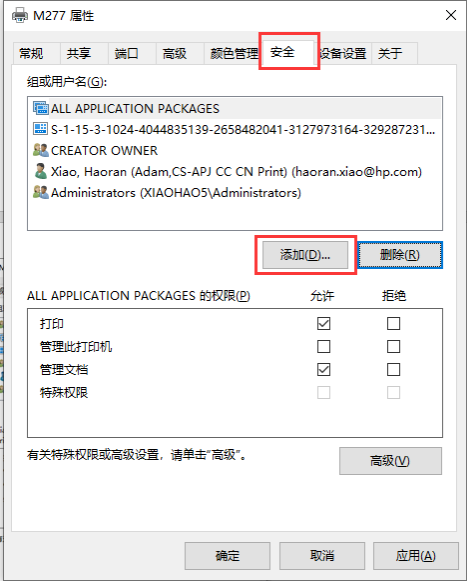 M277 属性
常规 共享 端口 高级 颜色管理 安全 设备设置 关于
组或用户名(G):
ALL APPLICATION PACKAGES
S-1-15-3-1024-4044835139-2658482041-3127973164-329287231...
CREATOR OWNER
Xiao, Haoran (Adam,CS-APJ CC CN Print) (haoran.xiao@hp.com)
Administrators (XIAOHAO5\Administrators)
添加(D)... 删除(R)
ALL APPLICATION PACKAGES 的权限(P) 允许 拒绝
打印
管理此打印机
管理文档
特殊权限
有关特殊权限或高级设置，请单击“高级”。
高级(V)
确定 取消 应用(A)